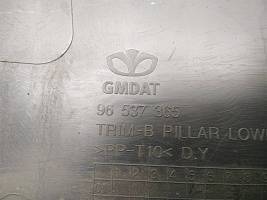 GMDAT
96 537 365
TRIM-B PILLAR-LOW
>PP-T10< D.Y